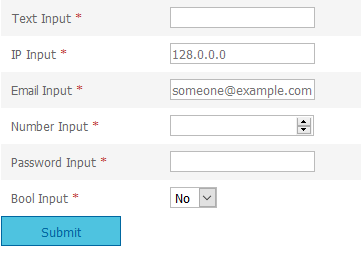 Text Input *
IP Input * 128.0.0.0
Email Input * someone@example.com
Number Input *
Password Input *
Bool Input * No
Submit